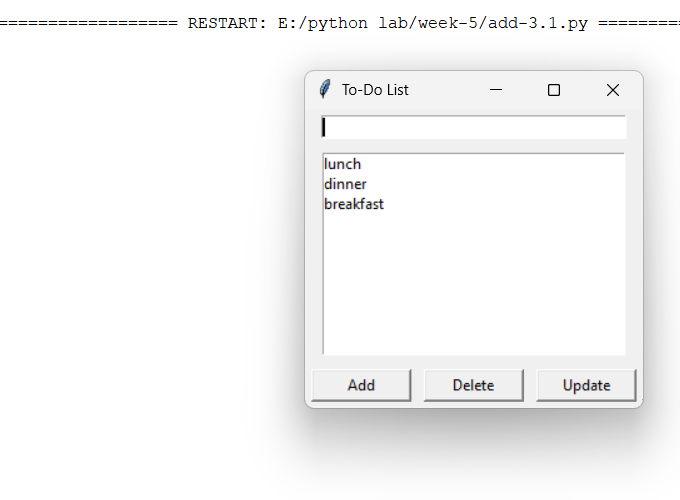 =================== RESTART: E:/python lab/week-5/add-3.1.py =========
To-Do List
lunch
dinner
breakfast
Add Delete Update